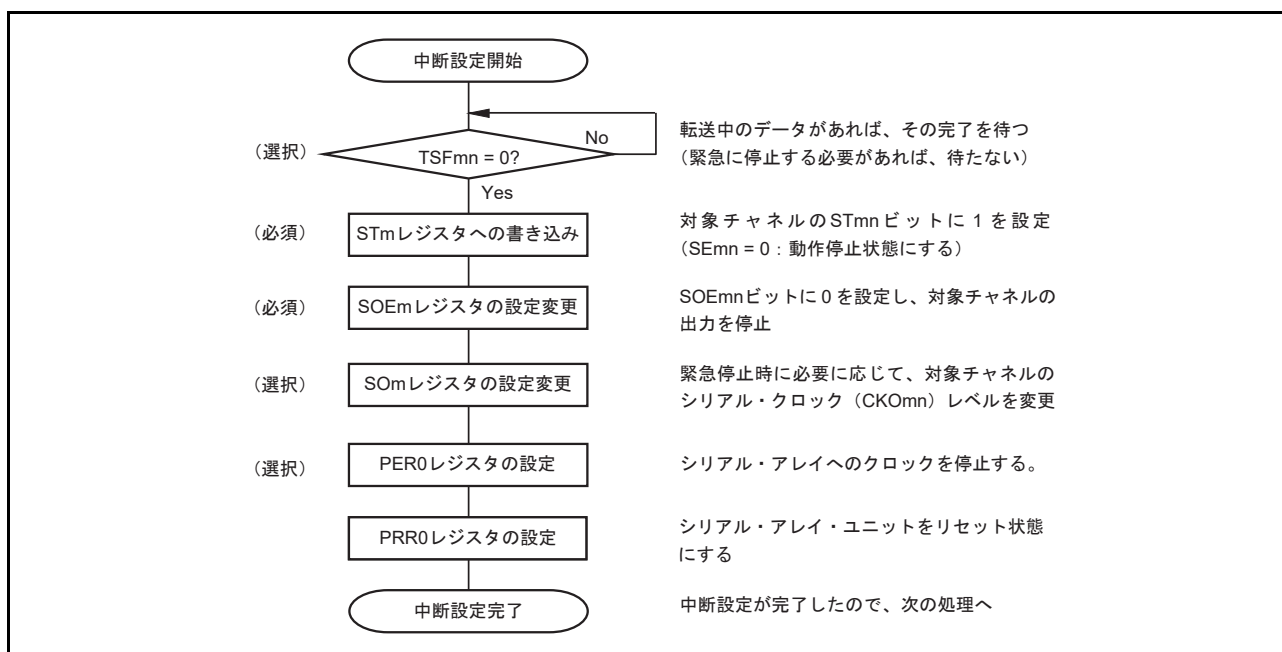 中断設定開始
No
転送中のデータがあれば、その完了を待つ
(選択)
TSFmn = 0?
（緊急に停止する必要があれば、待たない）
Yes
(必須)
STmレジスタへの書き込み
対象チャネルのSTmnビットに 1 を設定
（SEmn = 0 : 動作停止状態にする）
(必須)
SOEmレジスタの設定変更
SOEmnビットに 0 を設定し、対象チャネルの
出力を停止
(選択)
SOmレジスタの設定変更
緊急停止時に必要に応じて、対象チャネルの
シリアル・クロック（CKOmn）レベルを変更
(選択)
PER0レジスタの設定
シリアル・アレイへのクロックを停止する。
PRR0レジスタの設定
シリアル・アレイ・ユニットをリセット状態
にする
中断設定完了
中断設定が完了したので、次の処理へ